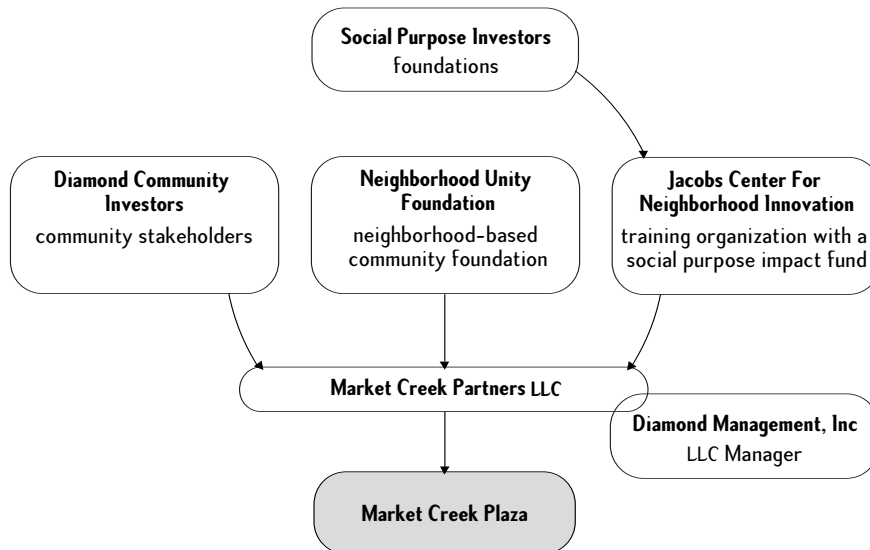 Social Purpose Investors
foundations
Diamond Community
Investors
community stakeholders
Neighborhood Unity
Foundation
neighborhood-based
community foundation
Jacobs Center For
Neighborhood Innovation
training organization with a
social purpose impact fund
Market Creek Partners LLC
Diamond Management, Inc
LLC Manager
Market Creek Plaza